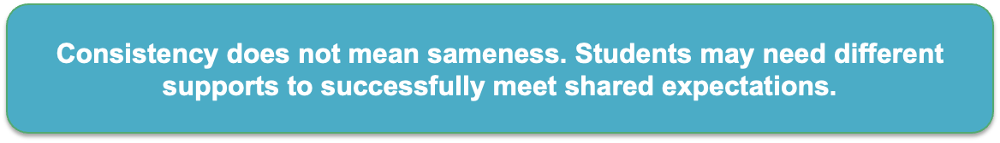 Consistency does not mean sameness. Students may need different
supports to successfully meet shared expectations.